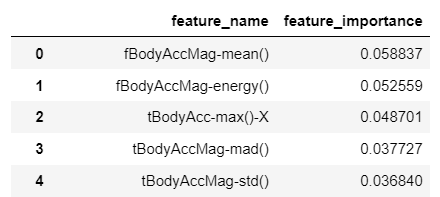 feature_name feature_importance
0 fBodyAccMag-mean() 0.058837
1 fBodyAccMag-energy() 0.052559
2 tBodyAcc-max()-X 0.048701
3 tBodyAccMag-mad() 0.037727
4 tBodyAccMag-std() 0.036840